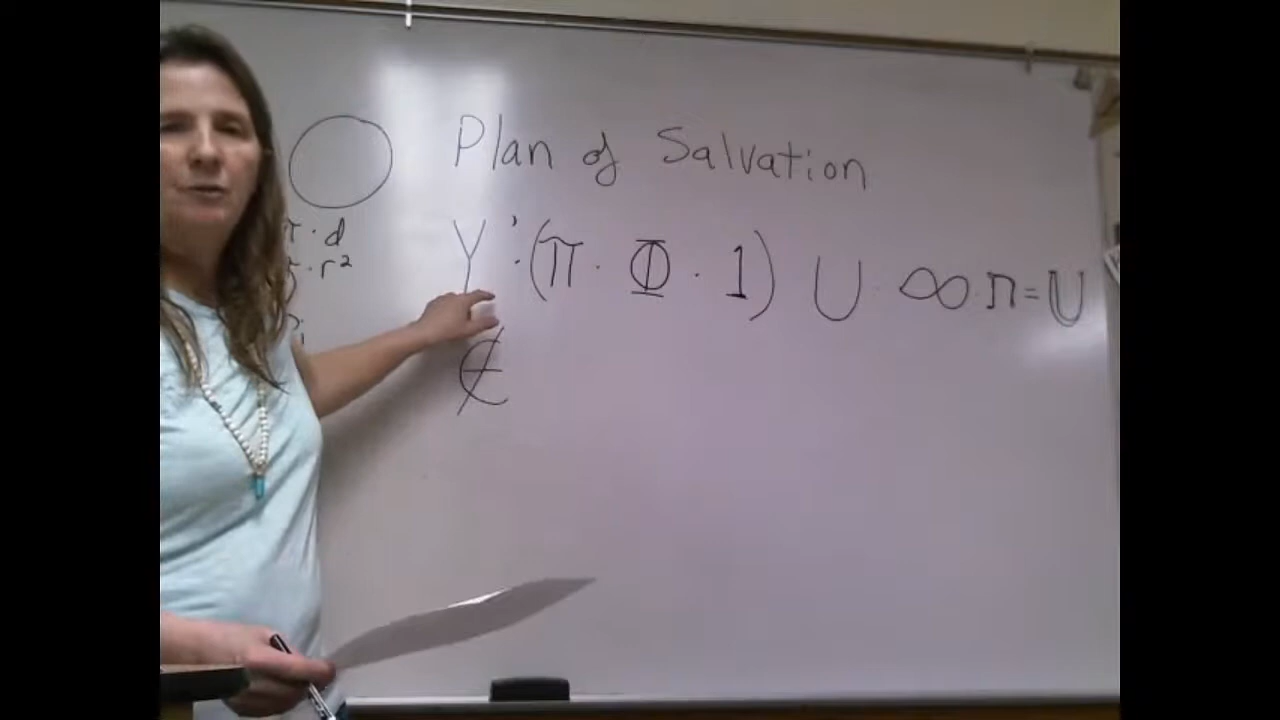 Plan of Salvation
Y':(π · Φ · 1) ∪ · ∞ · n = 𝕌
∉
π · d
π · r²